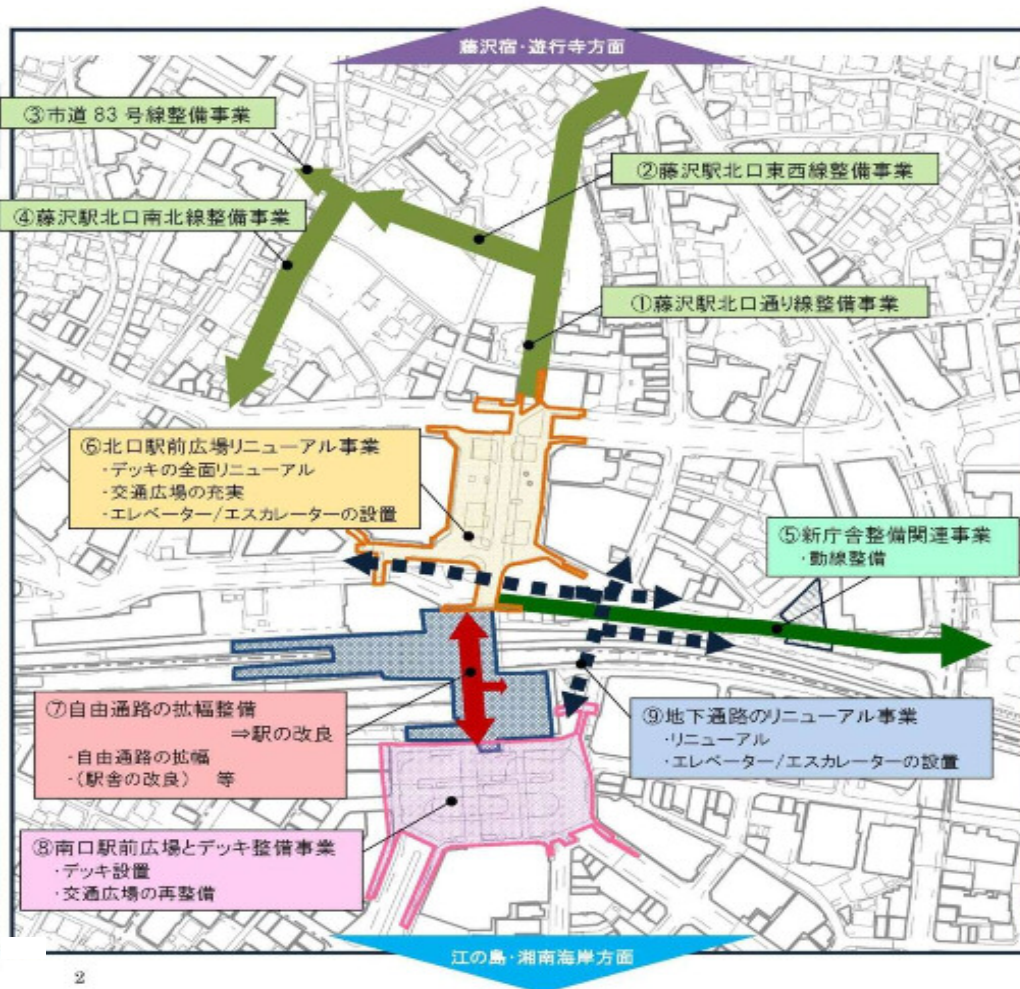 藤沢宿・遊行寺方面
③市道 83 号線整備事業
②藤沢駅北口東西線整備事業
④藤沢駅北口南北線整備事業
①藤沢駅北口通り線整備事業
⑥北口駅前広場リニューアル事業
・デッキの全面リニューアル
・交通広場の充実
・エレベーター/エスカレーターの設置
⑤新庁舎整備関連事業
・動線整備
⑦自由通路の拡幅整備
⇒駅の改良
・自由通路の拡幅
・(駅舎の改良) 等
⑨地下通路のリニューアル事業
・リニューアル
・エレベーター/エスカレーターの設置
⑧南口駅前広場とデッキ整備事業
・デッキ設置
・交通広場の再整備
江の島・湘南海岸方面
2